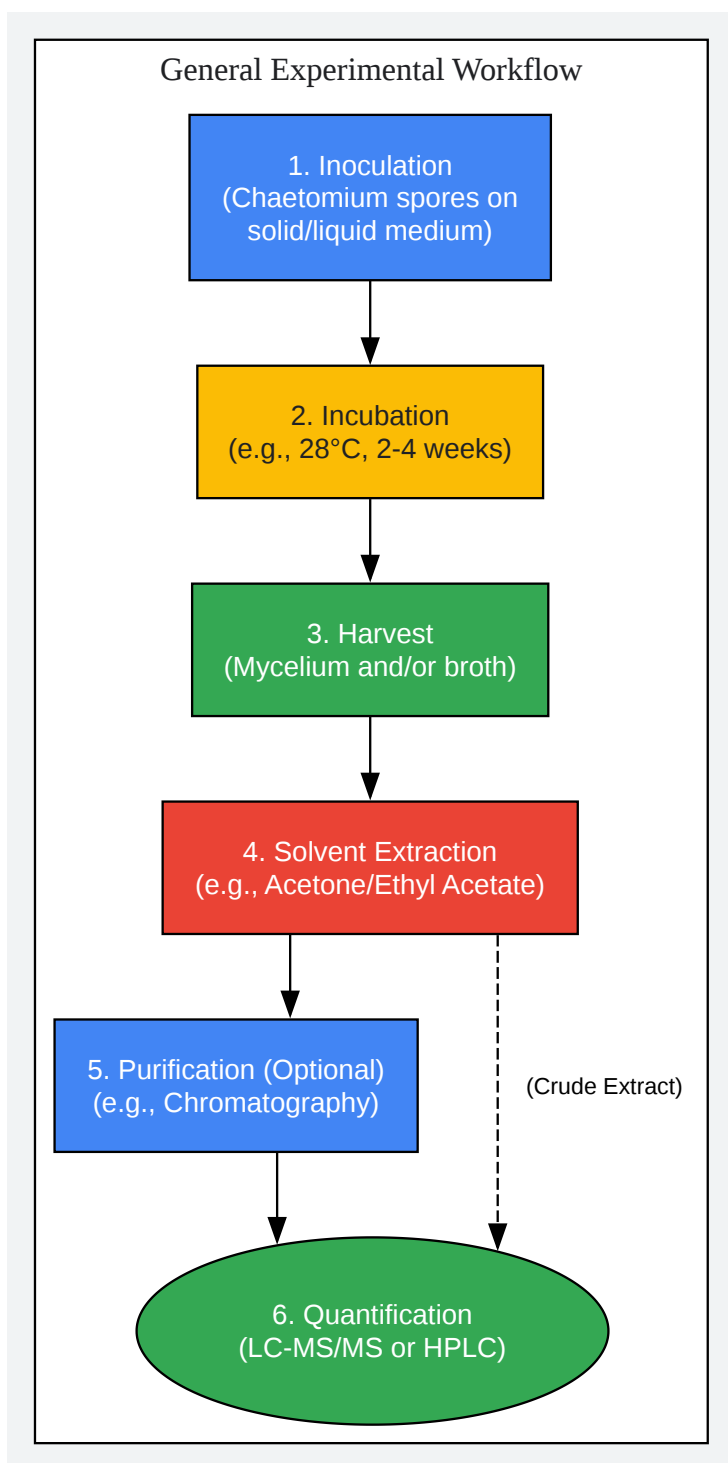 General Experimental Workflow
1. Inoculation
(Chaetomium spores on
solid/liquid medium)
2. Incubation
(e.g., 28°C, 2-4 weeks)
3. Harvest
(Mycelium and/or broth)
4. Solvent Extraction
(e.g., Acetone/Ethyl Acetate)
5. Purification (Optional)
(e.g., Chromatography)
(Crude Extract)
6. Quantification
(LC-MS/MS or HPLC)